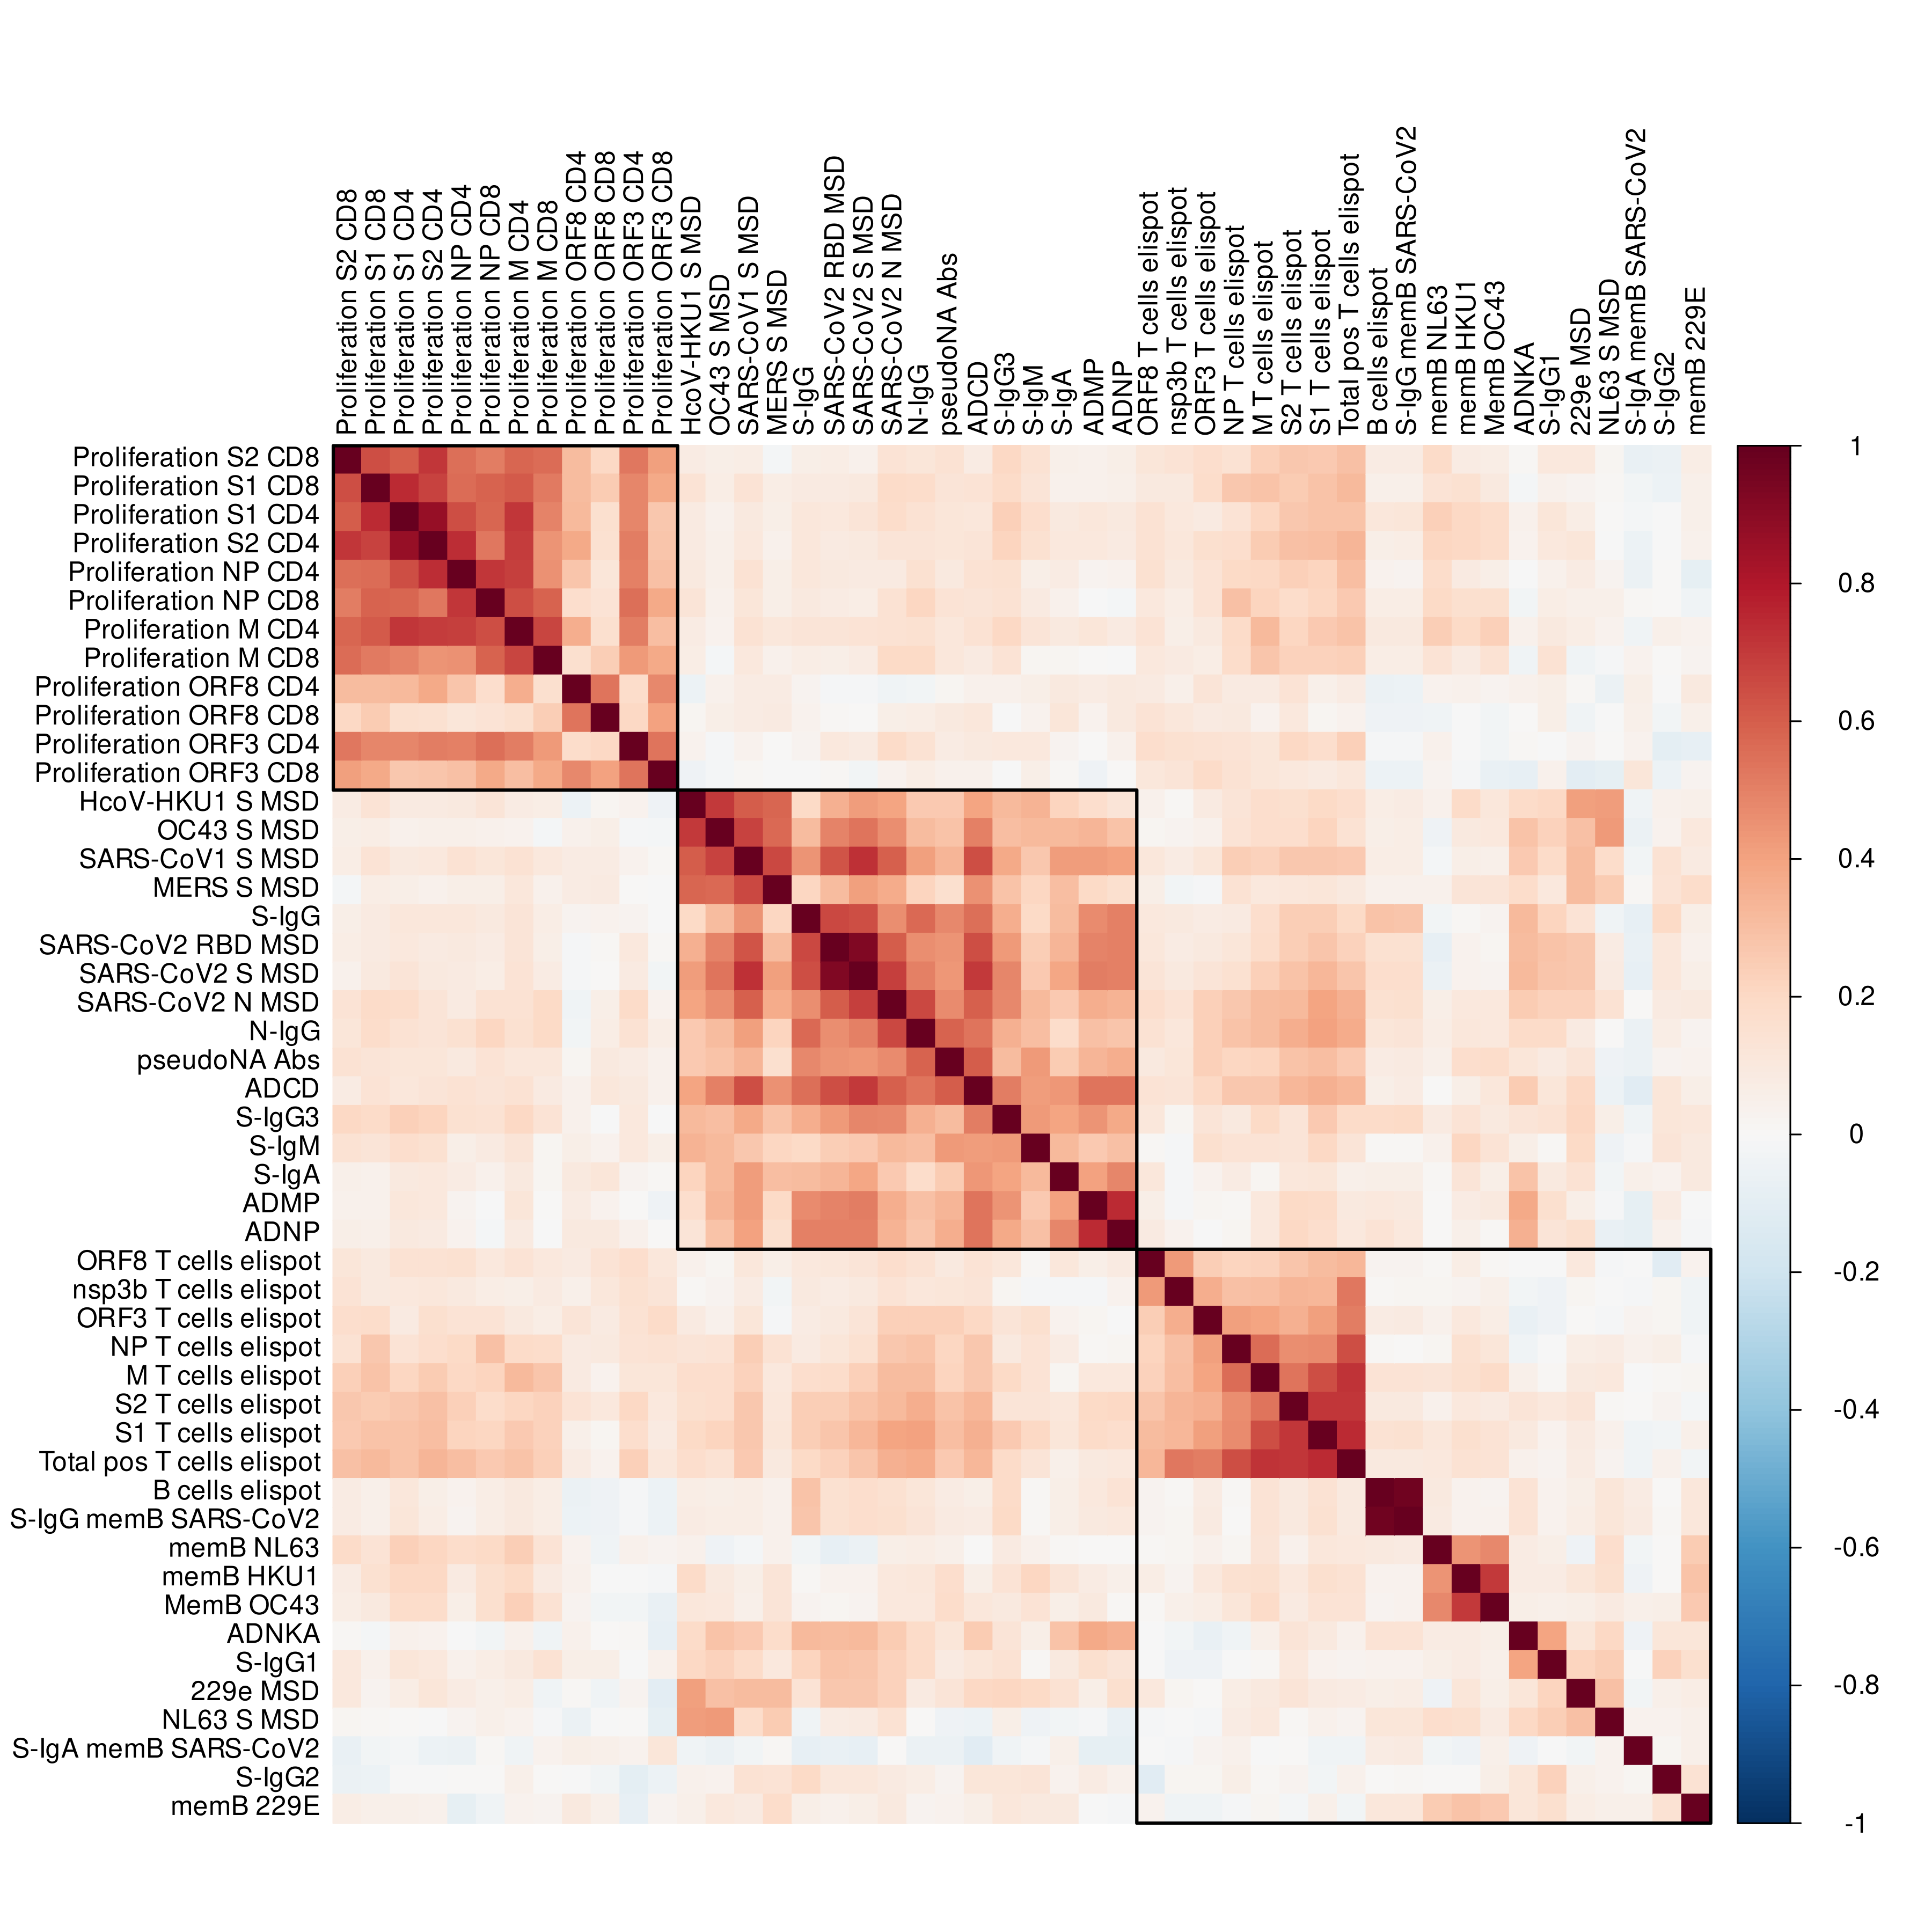 Proliferation S2 CD8
Proliferation S1 CD8
Proliferation S1 CD4
Proliferation S2 CD4
Proliferation NP CD4
Proliferation NP CD8
Proliferation M CD4
Proliferation M CD8
Proliferation ORF8 CD4
Proliferation ORF8 CD8
Proliferation ORF3 CD4
Proliferation ORF3 CD8
HcoV-HKU1 S MSD
OC43 S MSD
SARS-CoV1 S MSD
MERS S MSD
S-IgG
SARS-CoV2 RBD MSD
SARS-CoV2 S MSD
SARS-CoV2 N MSD
N-IgG
pseudoNA Abs
ADCD
S-IgG3
S-IgM
S-IgA
ADMP
ADNP
ORF8 T cells elispot
nsp3b T cells elispot
ORF3 T cells elispot
NP T cells elispot
M T cells elispot
S2 T cells elispot
S1 T cells elispot
Total pos T cells elispot
B cells elispot
S-IgG memB SARS-CoV2
memB NL63
memB HKU1
MemB OC43
ADNKA
S-IgG1
229e MSD
NL63 S MSD
S-IgA memB SARS-CoV2
S-IgG2
memB 229E
Proliferation S2 CD8
Proliferation S1 CD8
Proliferation S1 CD4
Proliferation S2 CD4
Proliferation NP CD4
Proliferation NP CD8
Proliferation M CD4
Proliferation M CD8
Proliferation ORF8 CD4
Proliferation ORF8 CD8
Proliferation ORF3 CD4
Proliferation ORF3 CD8
HcoV-HKU1 S MSD
OC43 S MSD
SARS-CoV1 S MSD
MERS S MSD
S-IgG
SARS-CoV2 RBD MSD
SARS-CoV2 S MSD
SARS-CoV2 N MSD
N-IgG
pseudoNA Abs
ADCD
S-IgG3
S-IgM
S-IgA
ADMP
ADNP
ORF8 T cells elispot
nsp3b T cells elispot
ORF3 T cells elispot
NP T cells elispot
M T cells elispot
S2 T cells elispot
S1 T cells elispot
Total pos T cells elispot
B cells elispot
S-IgG memB SARS-CoV2
memB NL63
memB HKU1
MemB OC43
ADNKA
S-IgG1
229e MSD
NL63 S MSD
S-IgA memB SARS-CoV2
S-IgG2
memB 229E
1
0.8
0.6
0.4
0.2
0
-0.2
-0.4
-0.6
-0.8
-1